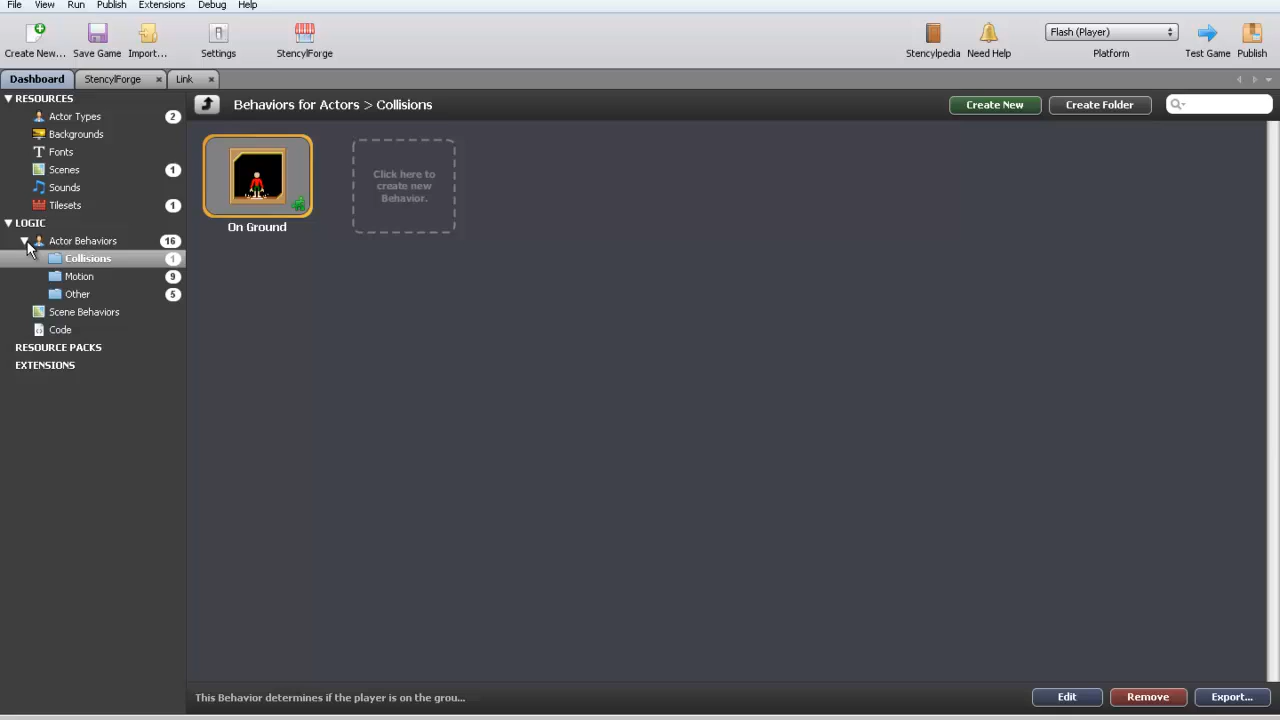 File View Run Publish Extensions Debug Help
Create New... Save Game Import... Settings StencylForge Stencylpedia Need Help Flash (Player) Platform Test Game Publish
Dashboard StencylForge Link
RESOURCES
Actor Types 2
Backgrounds
Fonts
Scenes 1
Sounds
Tilesets 1
LOGIC
Actor Behaviors 16
Collisions 1
Motion 9
Other 5
Scene Behaviors
Code
RESOURCE PACKS
EXTENSIONS
Behaviors for Actors > Collisions
Create New Create Folder
On Ground
Click here to
create new
Behavior.
This Behavior determines if the player is on the grou...
Edit Remove Export...